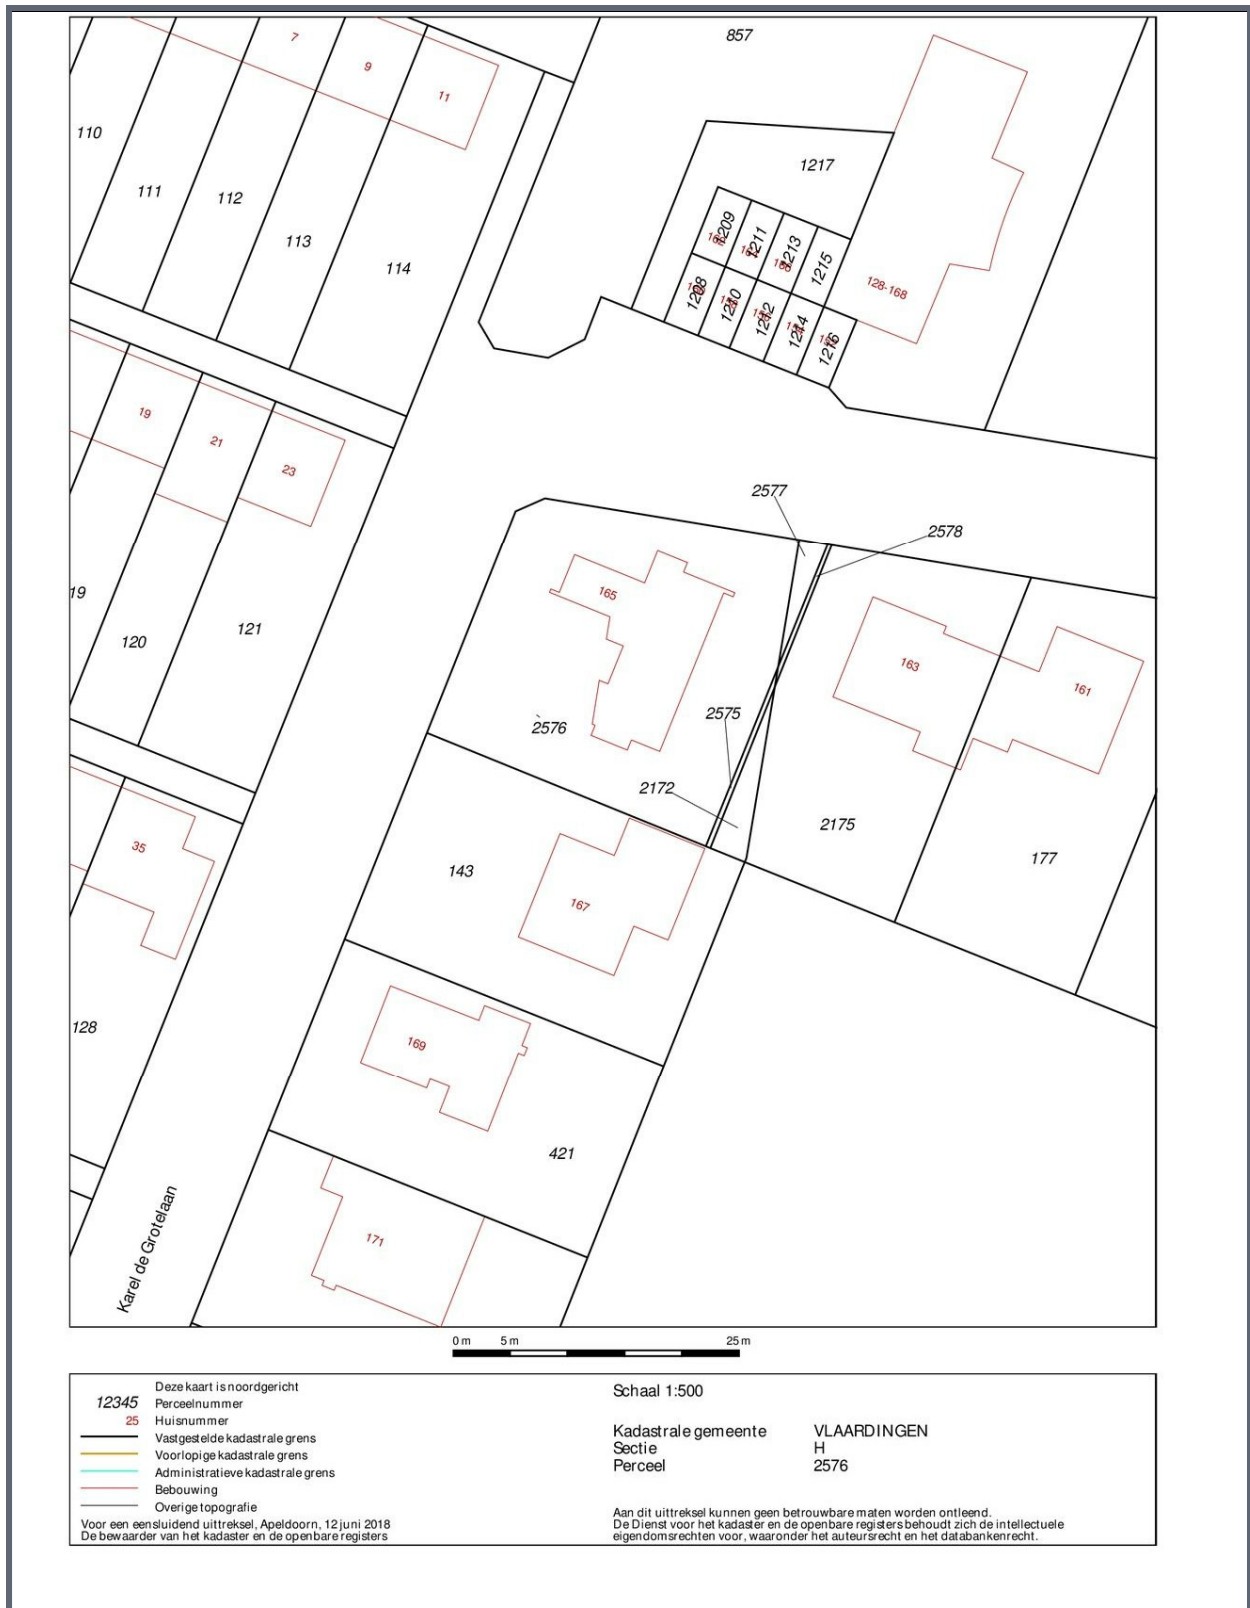 857
7
9
11
110
1217
111
112
1209
1211
1213
1215
113
114
128-168
1208
1210
1212
1214
1216
19
21
23
2577
2578
165
19
120
121
163
161
2575
2576
2172
2175
35
143
177
167
128
169
421
171
Karel de Grotelaan
0 m 5 m 25 m
Deze kaart is noordgericht
12345 Perceelnummer
25 Huisnummer
Vastgestelde kadastrale grens
Voorlopige kadastrale grens
Administratieve kadastrale grens
Bebouwing
Overige topografie
Voor een eensluidend uittreksel, Apeldoorn, 12 juni 2018
De bewaarder van het kadaster en de openbare registers
Schaal 1:500
Kadastrale gemeente VLAARDINGEN
Sectie H
Perceel 2576
Aan dit uittreksel kunnen geen betrouwbare maten worden ontleend.
De Dienst voor het kadaster en de openbare registers behoudt zich de intellectuele
eigendomsrechten voor, waaronder het auteursrecht en het databankenrecht.